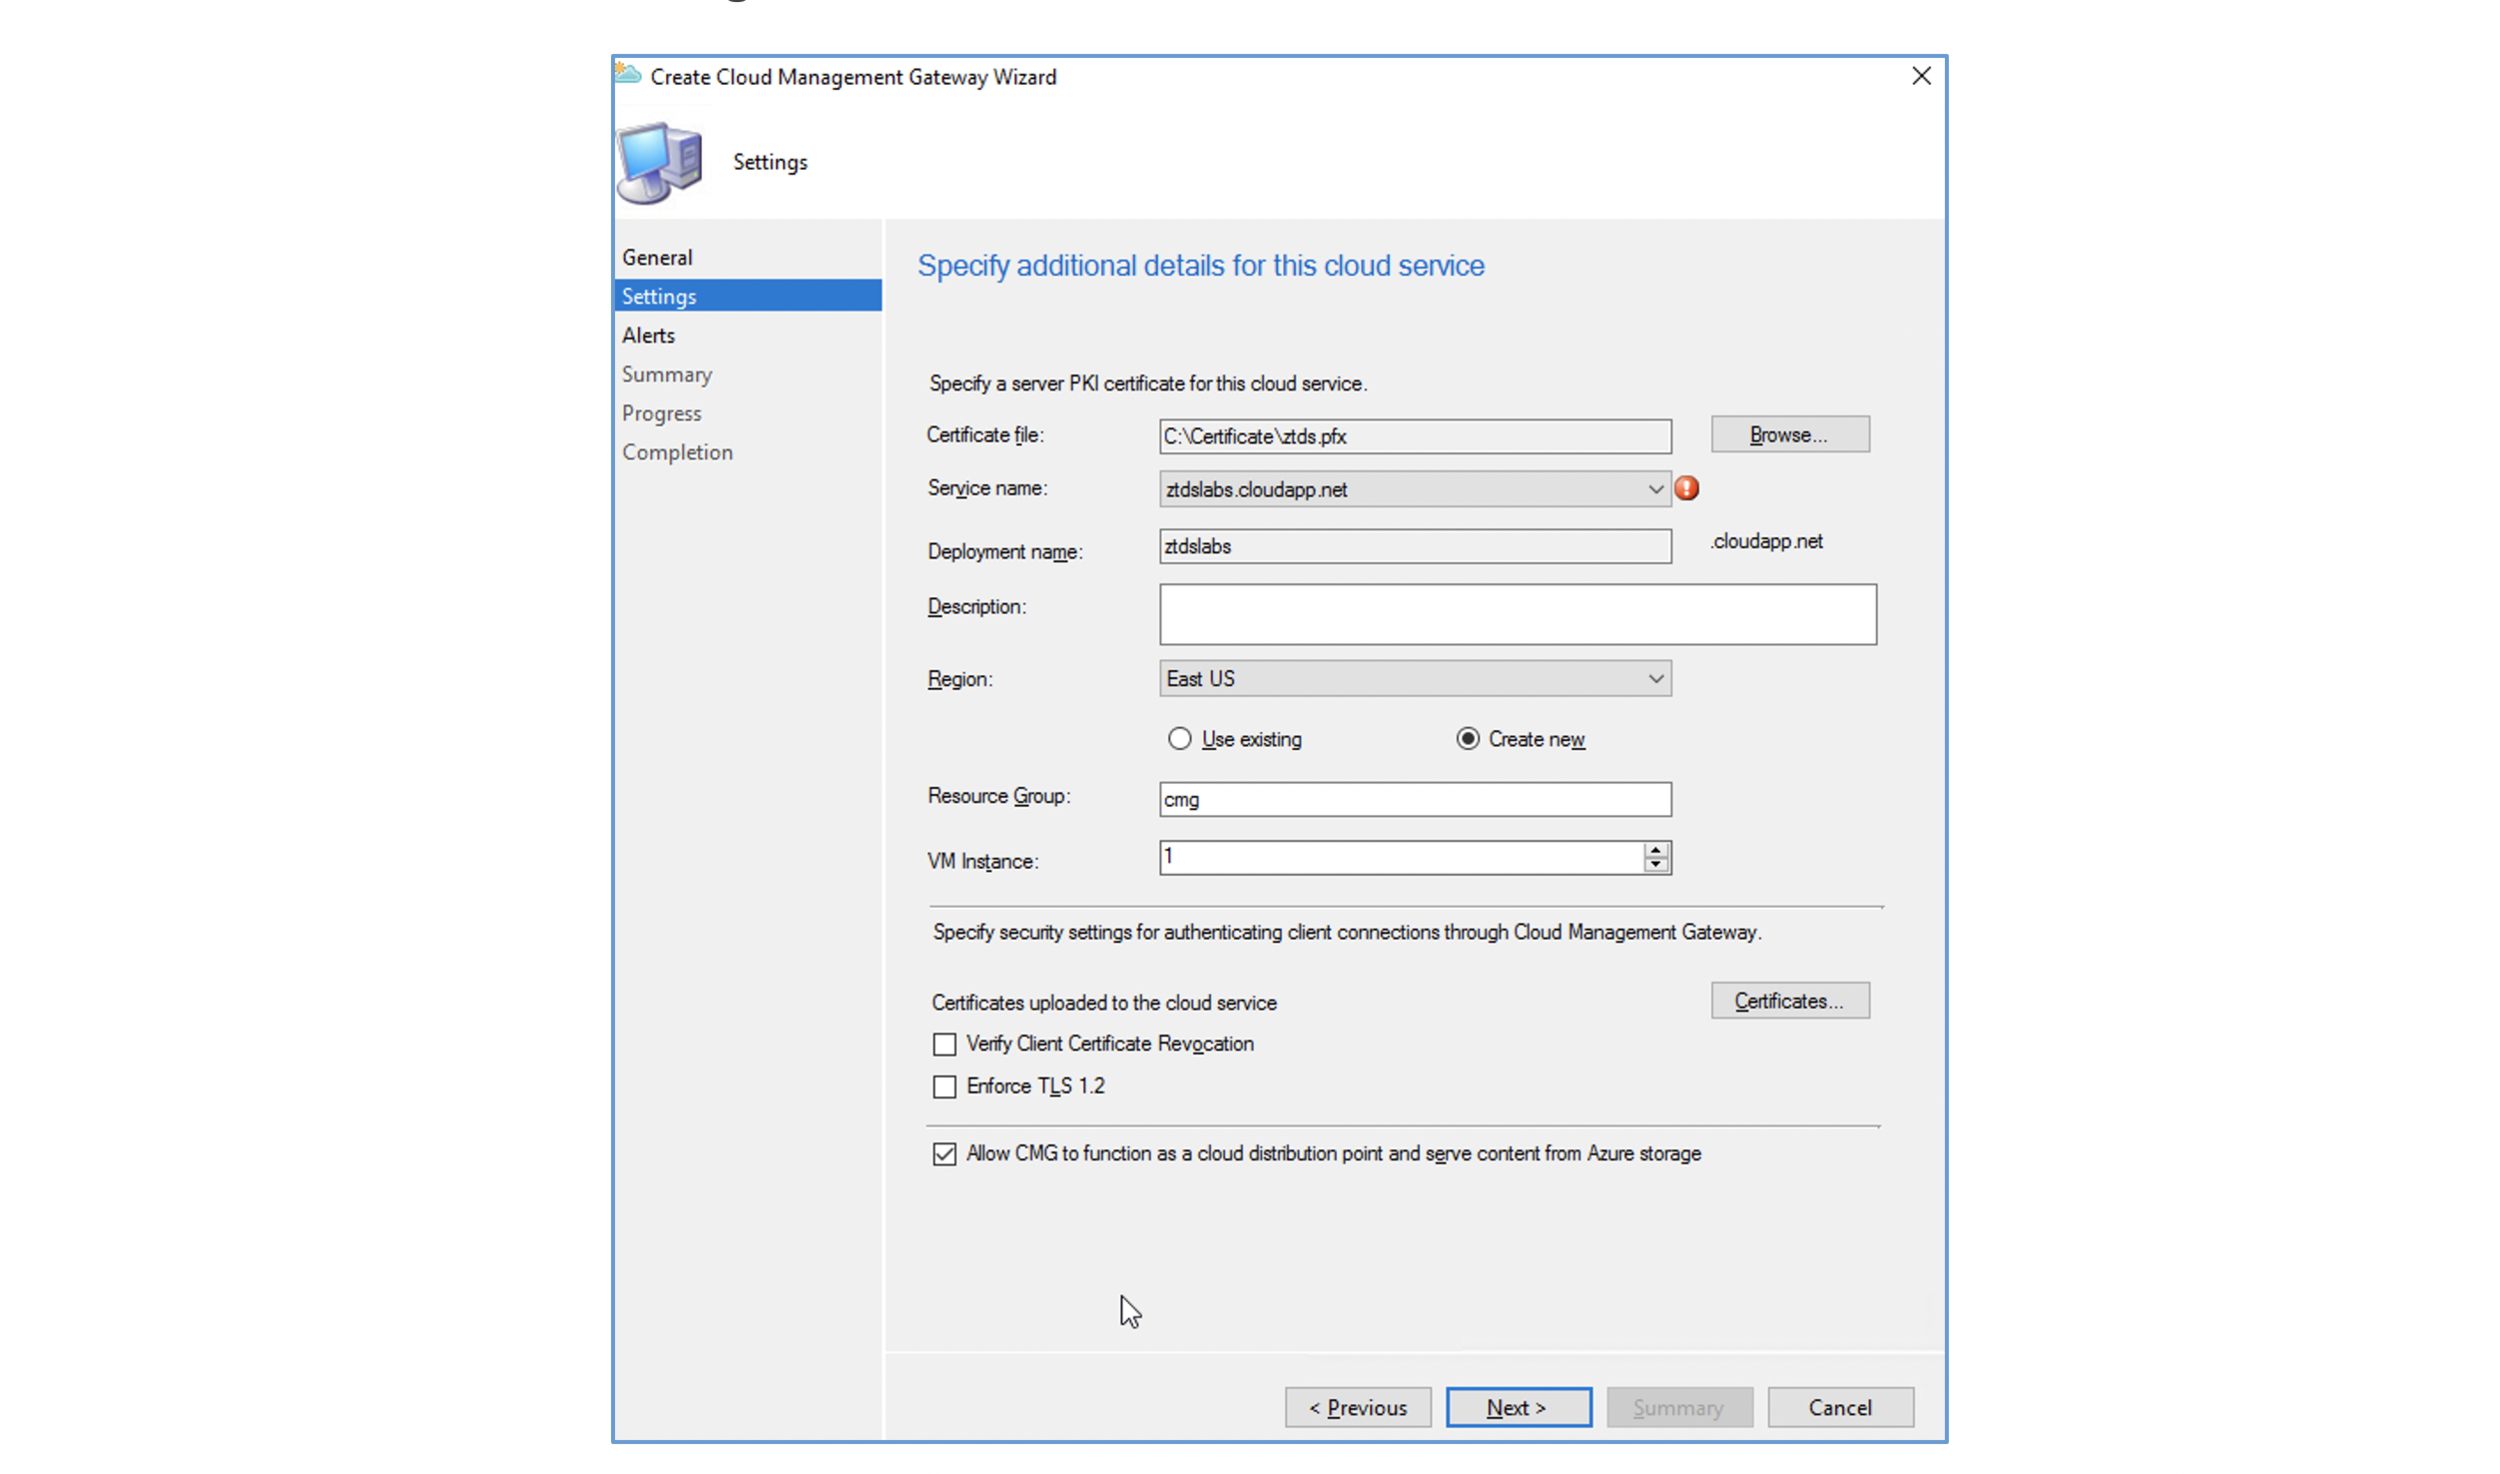 Create Cloud Management Gateway Wizard
Settings
General
Settings
Alerts
Summary
Progress
Completion
Specify additional details for this cloud service
Specify a server PKI certificate for this cloud service.
Certificate file: C:\Certificate\ztds.pfx Browse...
Service name: ztdslabs.cloudapp.net
Deployment name: ztdslabs .cloudapp.net
Description:
Region: East US
Use existing Create new
Resource Group: cmg
VM Instance: 1
Specify security settings for authenticating client connections through Cloud Management Gateway.
Certificates uploaded to the cloud service Certificates...
Verify Client Certificate Revocation
Enforce TLS 1.2
Allow CMG to function as a cloud distribution point and serve content from Azure storage
< Previous Next > Summary Cancel